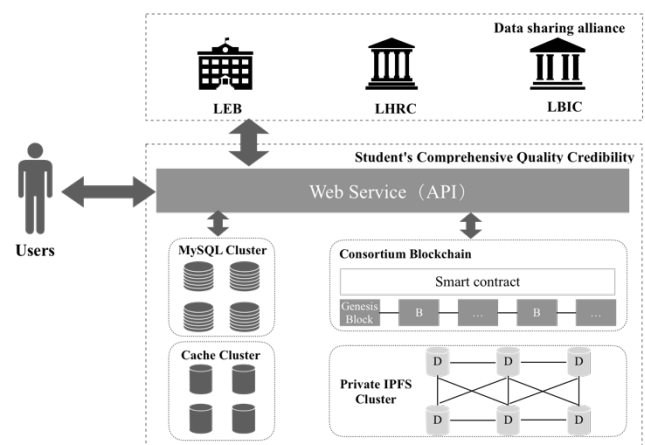 Data sharing alliance
LEB
LHRC
LBIC
Student's Comprehensive Quality Credibility
Web Service（API）
Users
MySQL Cluster
Consortium Blockchain
Smart contract
Genesis
Block
B
...
B
...
Cache Cluster
Private IPFS
Cluster
D
D
D
D
D
D